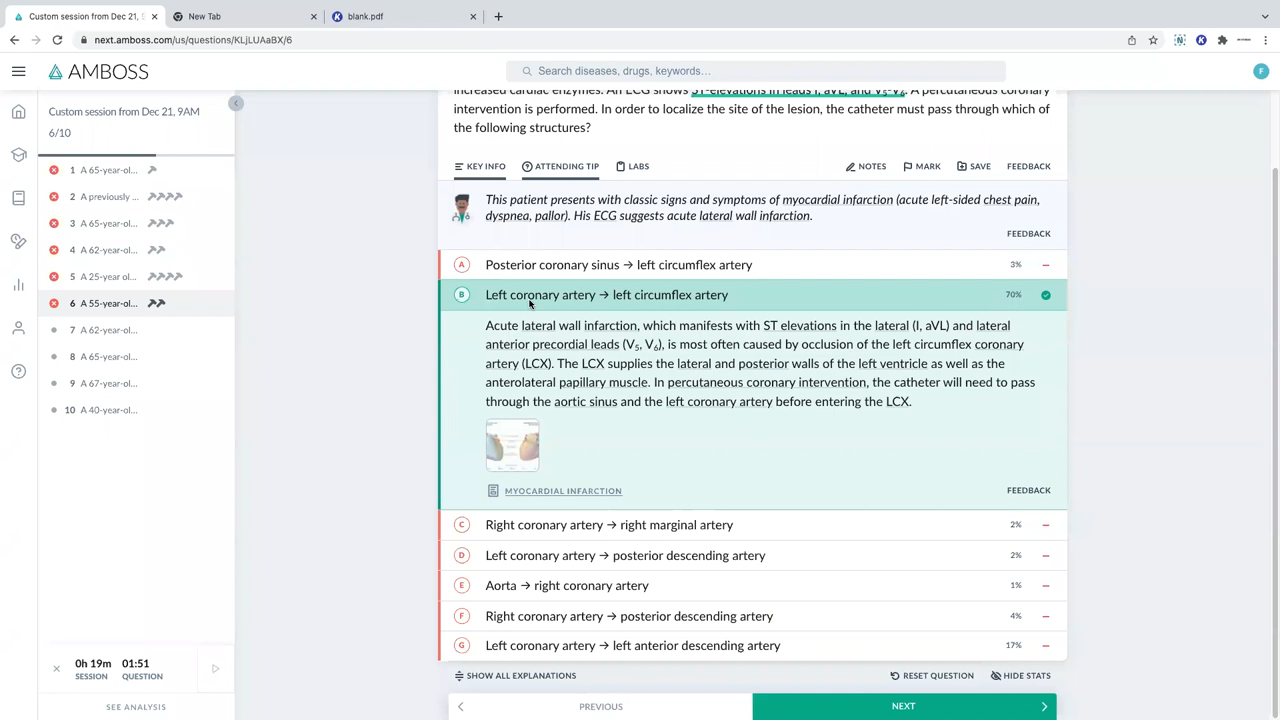 Custom session from Dec 21, 9
New Tab
blank.pdf
next.amboss.com/us/questions/KLjLUAaBX/6
AMBOSS
Search diseases, drugs, keywords…
F
Custom session from Dec 21, 9AM
6/10
1 A 65-year-ol...
2 A previously ...
3 A 65-year-ol...
4 A 62-year-ol...
5 A 25-year ol...
6 A 55-year-ol...
7 A 62-year-ol...
8 A 65-year-ol...
9 A 67-year-ol...
10 A 40-year-ol...
0h 19m 01:51
SESSION QUESTION
SEE ANALYSIS
increased cardiac enzymes. An ECG shows ST-elevations in leads I, aVL, and V₅-V₆. A percutaneous coronary
intervention is performed. In order to localize the site of the lesion, the catheter must pass through which of
the following structures?
KEY INFO ATTENDING TIP LABS NOTES MARK SAVE FEEDBACK
This patient presents with classic signs and symptoms of myocardial infarction (acute left-sided chest pain,
dyspnea, pallor). His ECG suggests acute lateral wall infarction.
FEEDBACK
A Posterior coronary sinus → left circumflex artery 3%
B Left coronary artery → left circumflex artery 70%
Acute lateral wall infarction, which manifests with ST elevations in the lateral (I, aVL) and lateral
anterior precordial leads (V₅, V₆), is most often caused by occlusion of the left circumflex coronary
artery (LCX). The LCX supplies the lateral and posterior walls of the left ventricle as well as the
anterolateral papillary muscle. In percutaneous coronary intervention, the catheter will need to pass
through the aortic sinus and the left coronary artery before entering the LCX.
MYOCARDIAL INFARCTION FEEDBACK
C Right coronary artery → right marginal artery 2%
D Left coronary artery → posterior descending artery 2%
E Aorta → right coronary artery 1%
F Right coronary artery → posterior descending artery 4%
G Left coronary artery → left anterior descending artery 17%
SHOW ALL EXPLANATIONS RESET QUESTION HIDE STATS
PREVIOUS NEXT